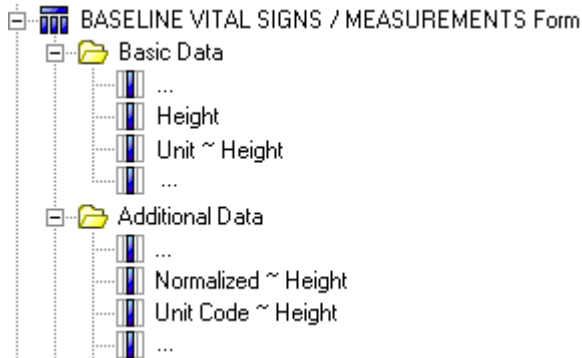 BASELINE VITAL SIGNS / MEASUREMENTS Form
Basic Data
...
Height
Unit ~ Height
...
Additional Data
...
Normalized ~ Height
Unit Code ~ Height
...